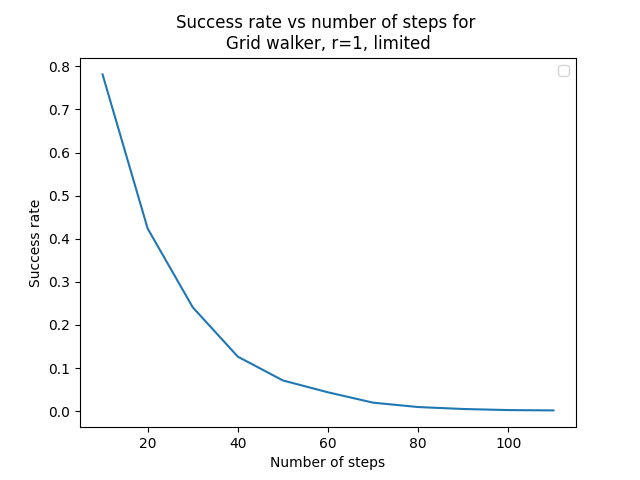 Success rate vs number of steps for
Grid walker, r=1, limited
0.8
0.7
0.6
0.5
0.4
0.3
0.2
0.1
0.0
Success rate
20 40 60 80 100
Number of steps